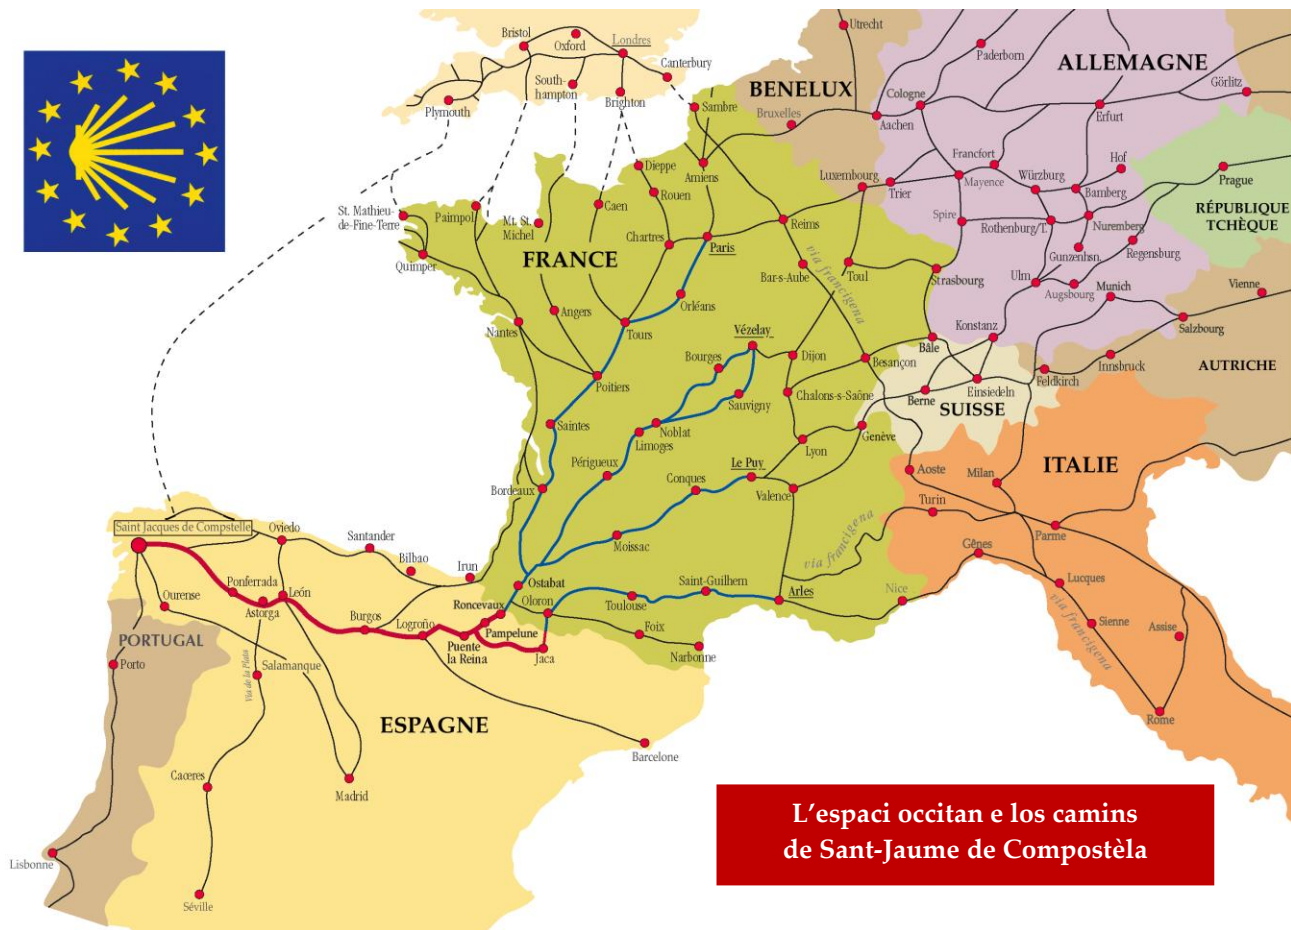 Utrecht
Bristol
Oxford
Londres
Paderborn
ALLEMAGNE
Canterbury
South-
hampton
Brighton
BENELUX
Cologne
Görlitz
Plymouth
Sambre
Bruxelles
Aachen
Erfurt
Dieppe
Amiens
Francfort
Hof
Luxembourg
Trier
Mayence
Würzburg
Bamberg
Prague
Rouen
Caen
St. Mathieu-
de-Fine-Terre
Paimpol
Mt. St.
Michel
Spire
Rothenburg/T.
Nuremberg
RÉPUBLIQUE
TCHÈQUE
Chartres
Paris
Reims
FRANCE
via francigena
Quimper
Bar-s-Aube
Toul
Strasbourg
Gunzenhsn.
Regensburg
Ulm
Augsbourg
Munich
Vienne
Orléans
Angers
Nantes
Tours
Vézelay
Konstanz
Salzbourg
Bourges
Dijon
Besançon
Bâle
Innsbruck
AUTRICHE
Feldkirch
Poitiers
Sauvigny
Chalons-s-Saône
Berne
Einsiedeln
SUISSE
Saintes
Noblat
Limoges
Genève
Lyon
Périgueux
Le Puy
Conques
Aoste
Milan
ITALIE
Bordeaux
Valence
Turin
Saint Jacques de Compstelle
Oviedo
Santander
Bilbao
Irun
Moissac
via francigena
Parme
Gênes
Ponferrada
León
Ostabat
Saint-Guilhem
Arles
Nice
Lucques
Ourense
Astorga
Burgos
Logroño
Roncevaux
Oloron
Toulouse
via francigena
Sienne
Assise
PORTUGAL
Pampelune
Puente
la Reina
Foix
Jaca
Narbonne
Porto
Via de la Plata
Salamanque
ESPAGNE
Rome
Barcelone
Caceres
Madrid
L’espaci occitan e los camins
de Sant-Jaume de Compostèla
Lisbonne
Séville